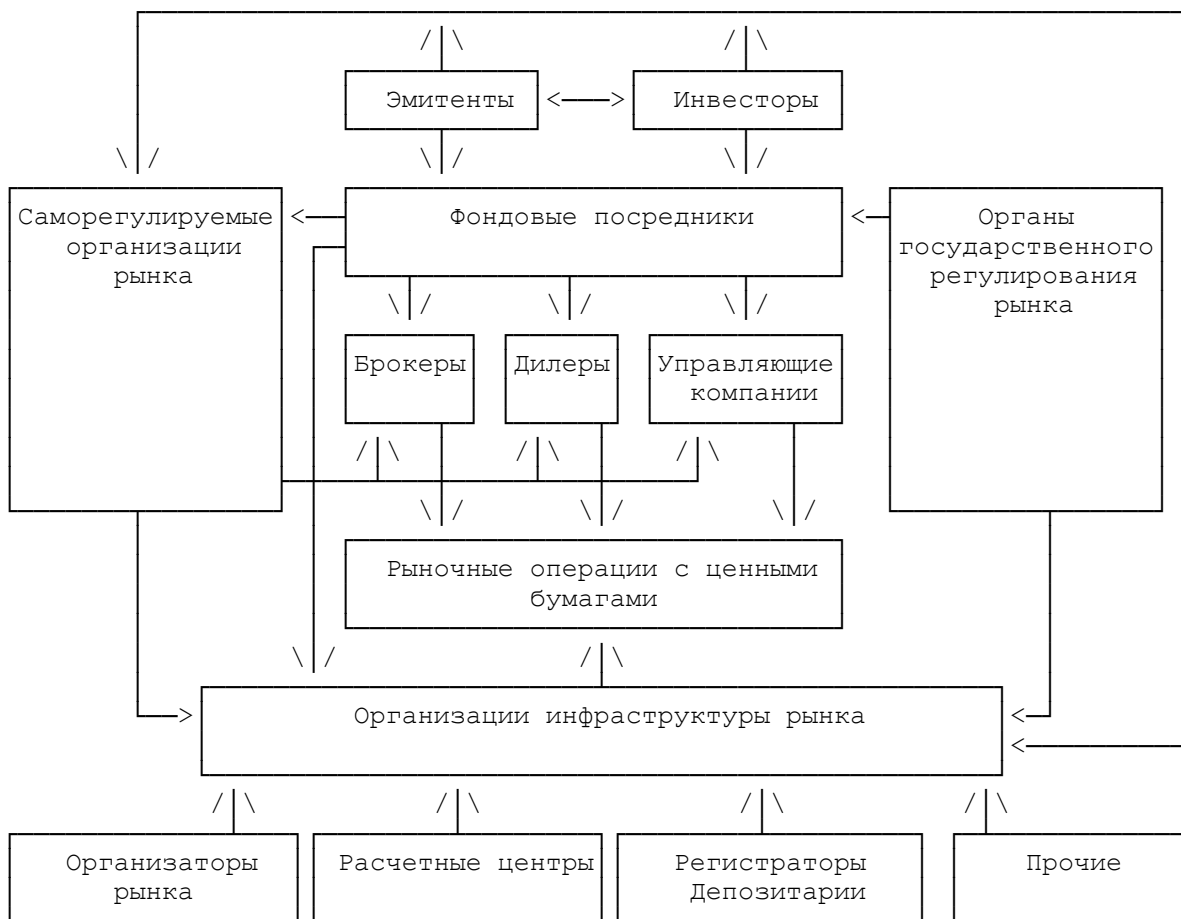 Эмитенты
Инвесторы
Саморегулируемые
организации
рынка
Фондовые посредники
Органы
государственного
регулирования
рынка
Брокеры
Дилеры
Управляющие
компании
Рыночные операции с ценными
бумагами
Организации инфраструктуры рынка
Организаторы
рынка
Расчетные центры
Регистраторы
Депозитарии
Прочие